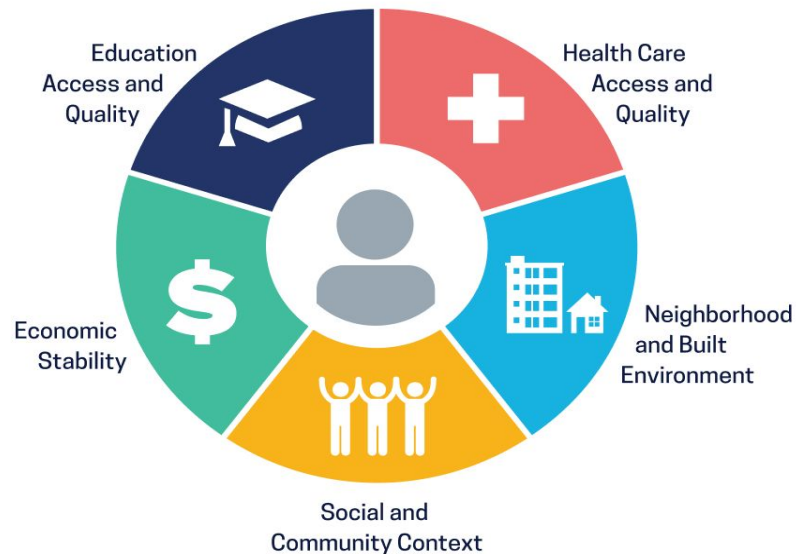 Education
Access and
Quality
Health Care
Access and
Quality
Economic
Stability
$
Neighborhood
and Built
Environment
Social and
Community Context